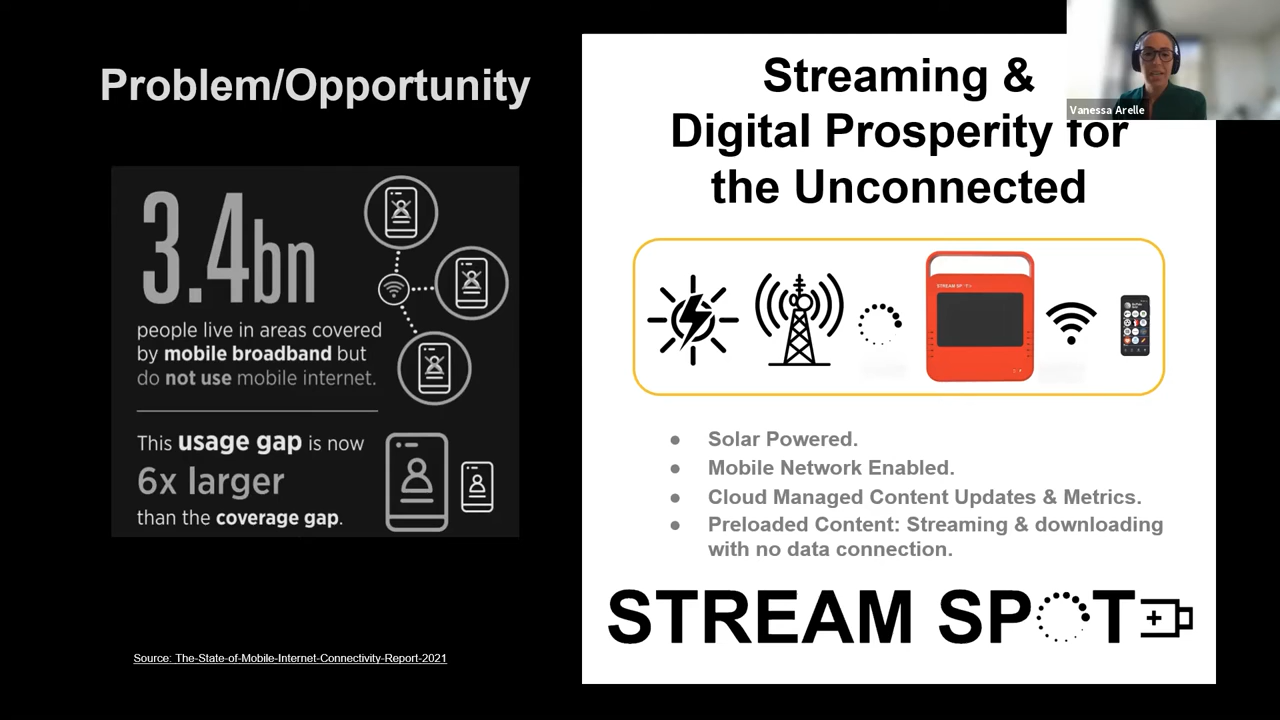 Problem/Opportunity
3.4bn
people live in areas covered
by mobile broadband but
do not use mobile internet.
This usage gap is now
6x larger
than the coverage gap.
Source: The-State-of-Mobile-Internet-Connectivity-Report-2021
Streaming &
Digital Prosperity for
the Unconnected
Vanessa Arelle
STREAM SP T
● Solar Powered.
● Mobile Network Enabled.
● Cloud Managed Content Updates & Metrics.
● Preloaded Content: Streaming & downloading
with no data connection.
STREAM SP T